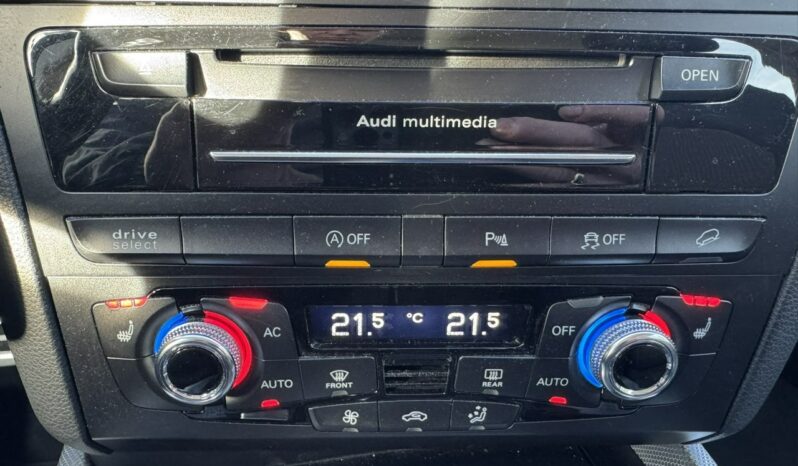 OPEN
Audi multimedia
drive
select
A OFF
P
OFF
21.5 °C 21.5
AC
OFF
AUTO
FRONT
REAR
AUTO